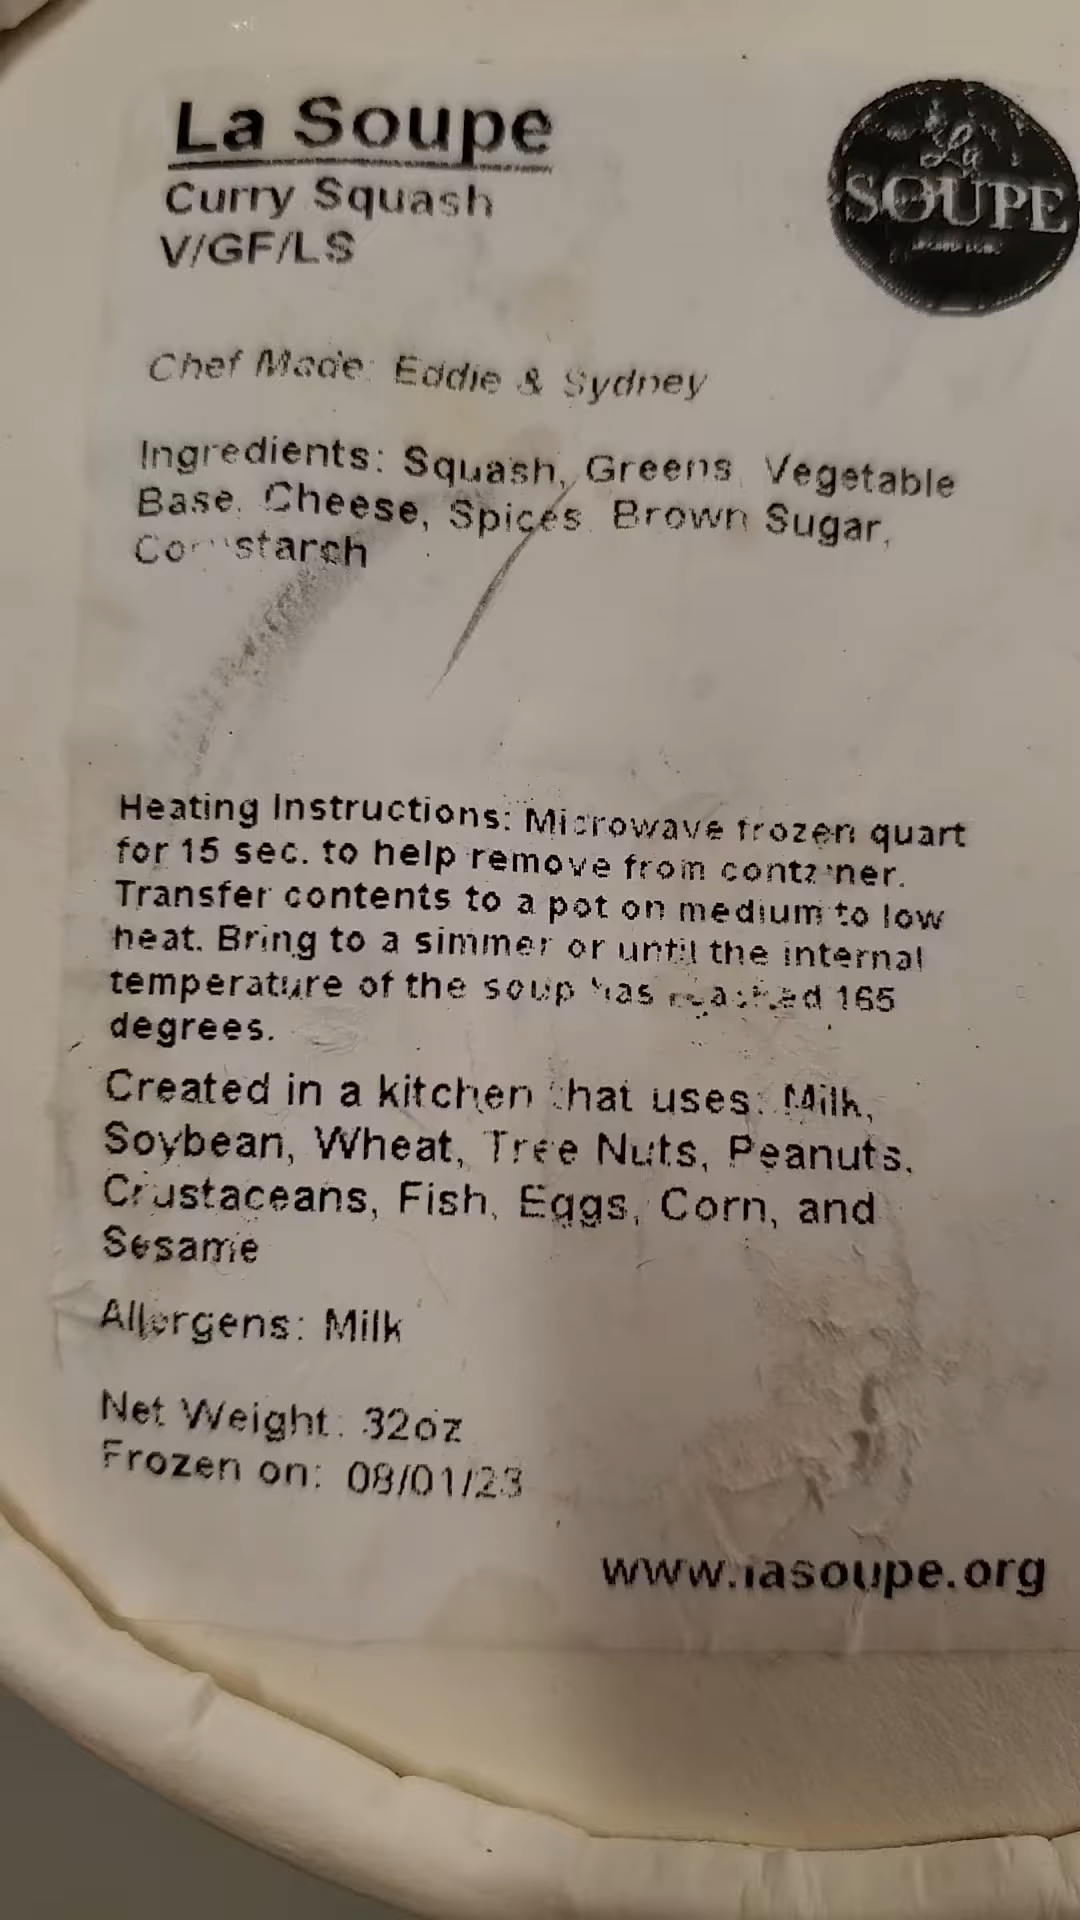 La Soupe
Curry Squash
V/GF/LS
La
SOUPE
Chef Made: Eddie & Sydney
Ingredients: Squash, Greens, Vegetable
Base, Cheese, Spices, Brown Sugar,
Cornstarch
Heating Instructions: Microwave frozen quart
for 15 sec. to help remove from container.
Transfer contents to a pot on medium to low
heat. Bring to a simmer or until the internal
temperature of the soup has reached 165
degrees.
Created in a kitchen that uses: Milk,
Soybean, Wheat, Tree Nuts, Peanuts,
Crustaceans, Fish, Eggs, Corn, and
Sesame
Allergens: Milk
Net Weight: 32oz
Frozen on: 08/01/23
www.lasoupe.org